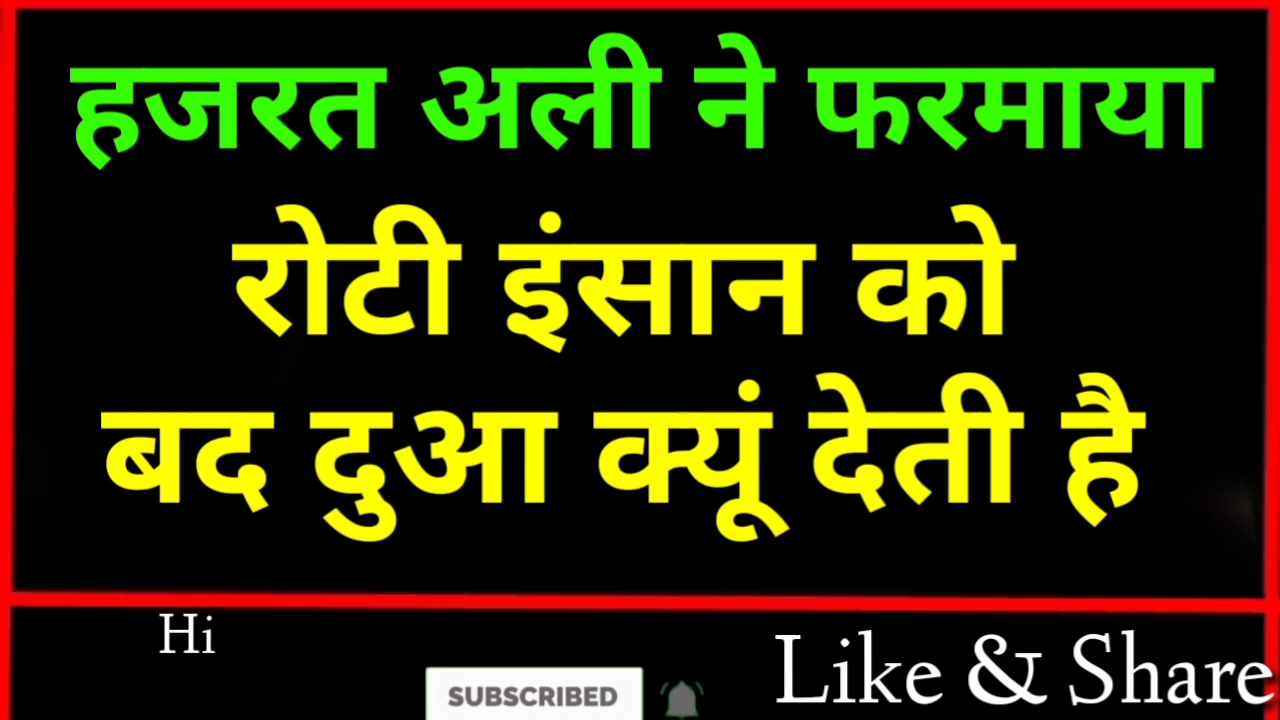 हजरत अली ने फरमाया
रोटी इंसान को
बद दुआ क्यूं देती है
Hi
Like & Share
SUBSCRIBED